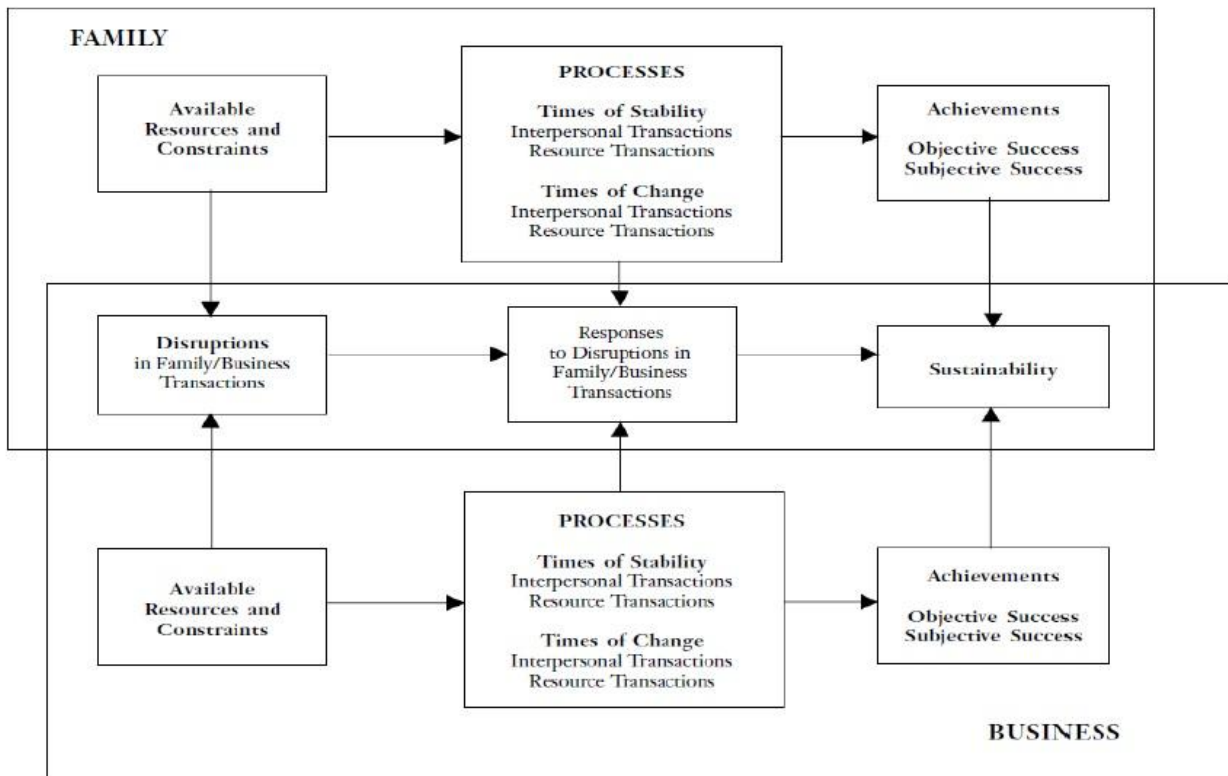 FAMILY
Available
Resources and
Constraints
PROCESSES
Times of Stability
Interpersonal Transactions
Resource Transactions
Times of Change
Interpersonal Transactions
Resource Transactions
Achievements
Objective Success
Subjective Success
Disruptions
in Family/Business
Transactions
Responses
to Disruptions in
Family/Business
Transactions
Sustainability
Available
Resources and
Constraints
PROCESSES
Times of Stability
Interpersonal Transactions
Resource Transactions
Times of Change
Interpersonal Transactions
Resource Transactions
Achievements
Objective Success
Subjective Success
BUSINESS